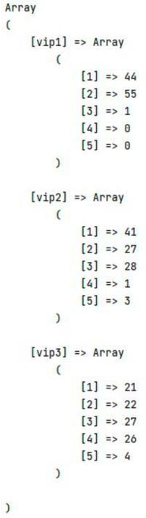 Array
(
[vip1] => Array
(
[1] => 44
[2] => 55
[3] => 1
[4] => 0
[5] => 0
)
[vip2] => Array
(
[1] => 41
[2] => 27
[3] => 28
[4] => 1
[5] => 3
)
[vip3] => Array
(
[1] => 21
[2] => 22
[3] => 27
[4] => 26
[5] => 4
)
)